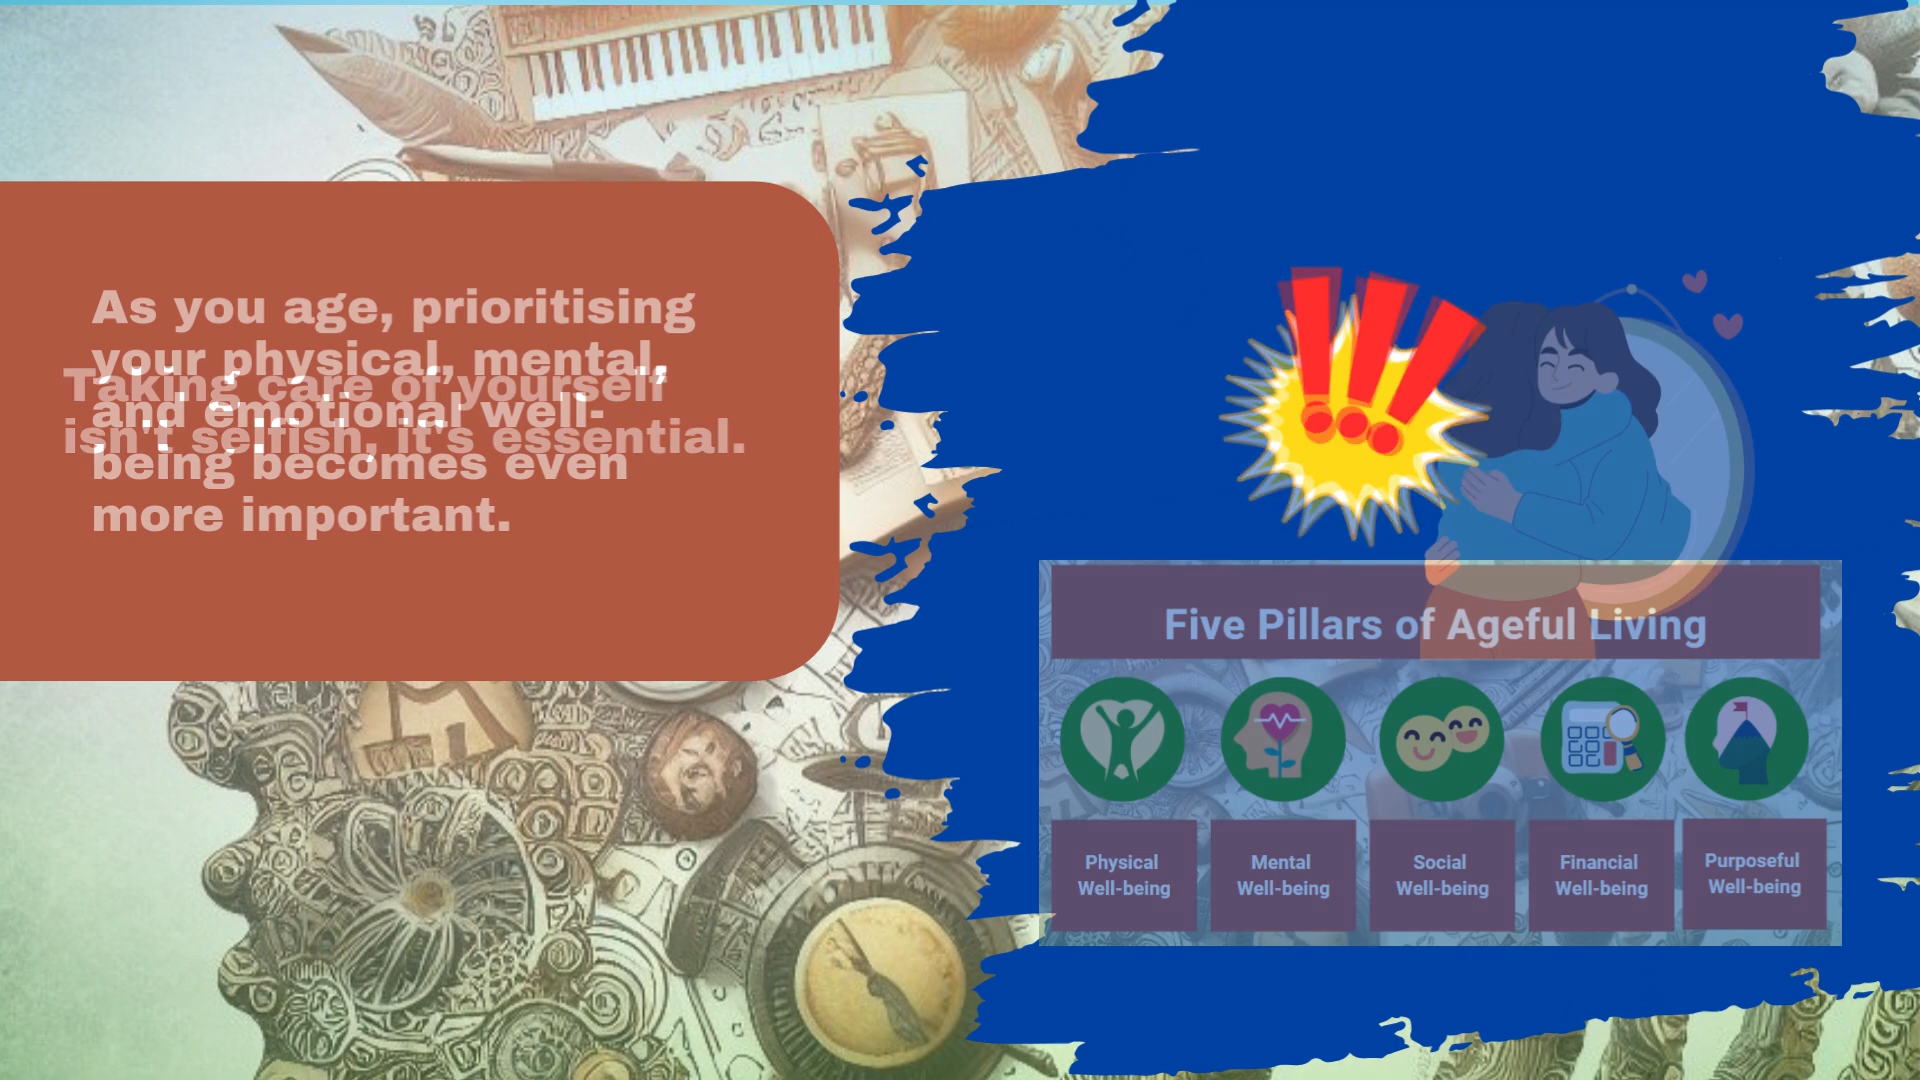 As you age, prioritising
your physical, mental,
and emotional well-
being becomes even
more important.
Taking care of yourself
isn't selfish, it's essential.
!!!
Five Pillars of Ageful Living
Physical
Well-being
Mental
Well-being
Social
Well-being
Financial
Well-being
Purposeful
Well-being